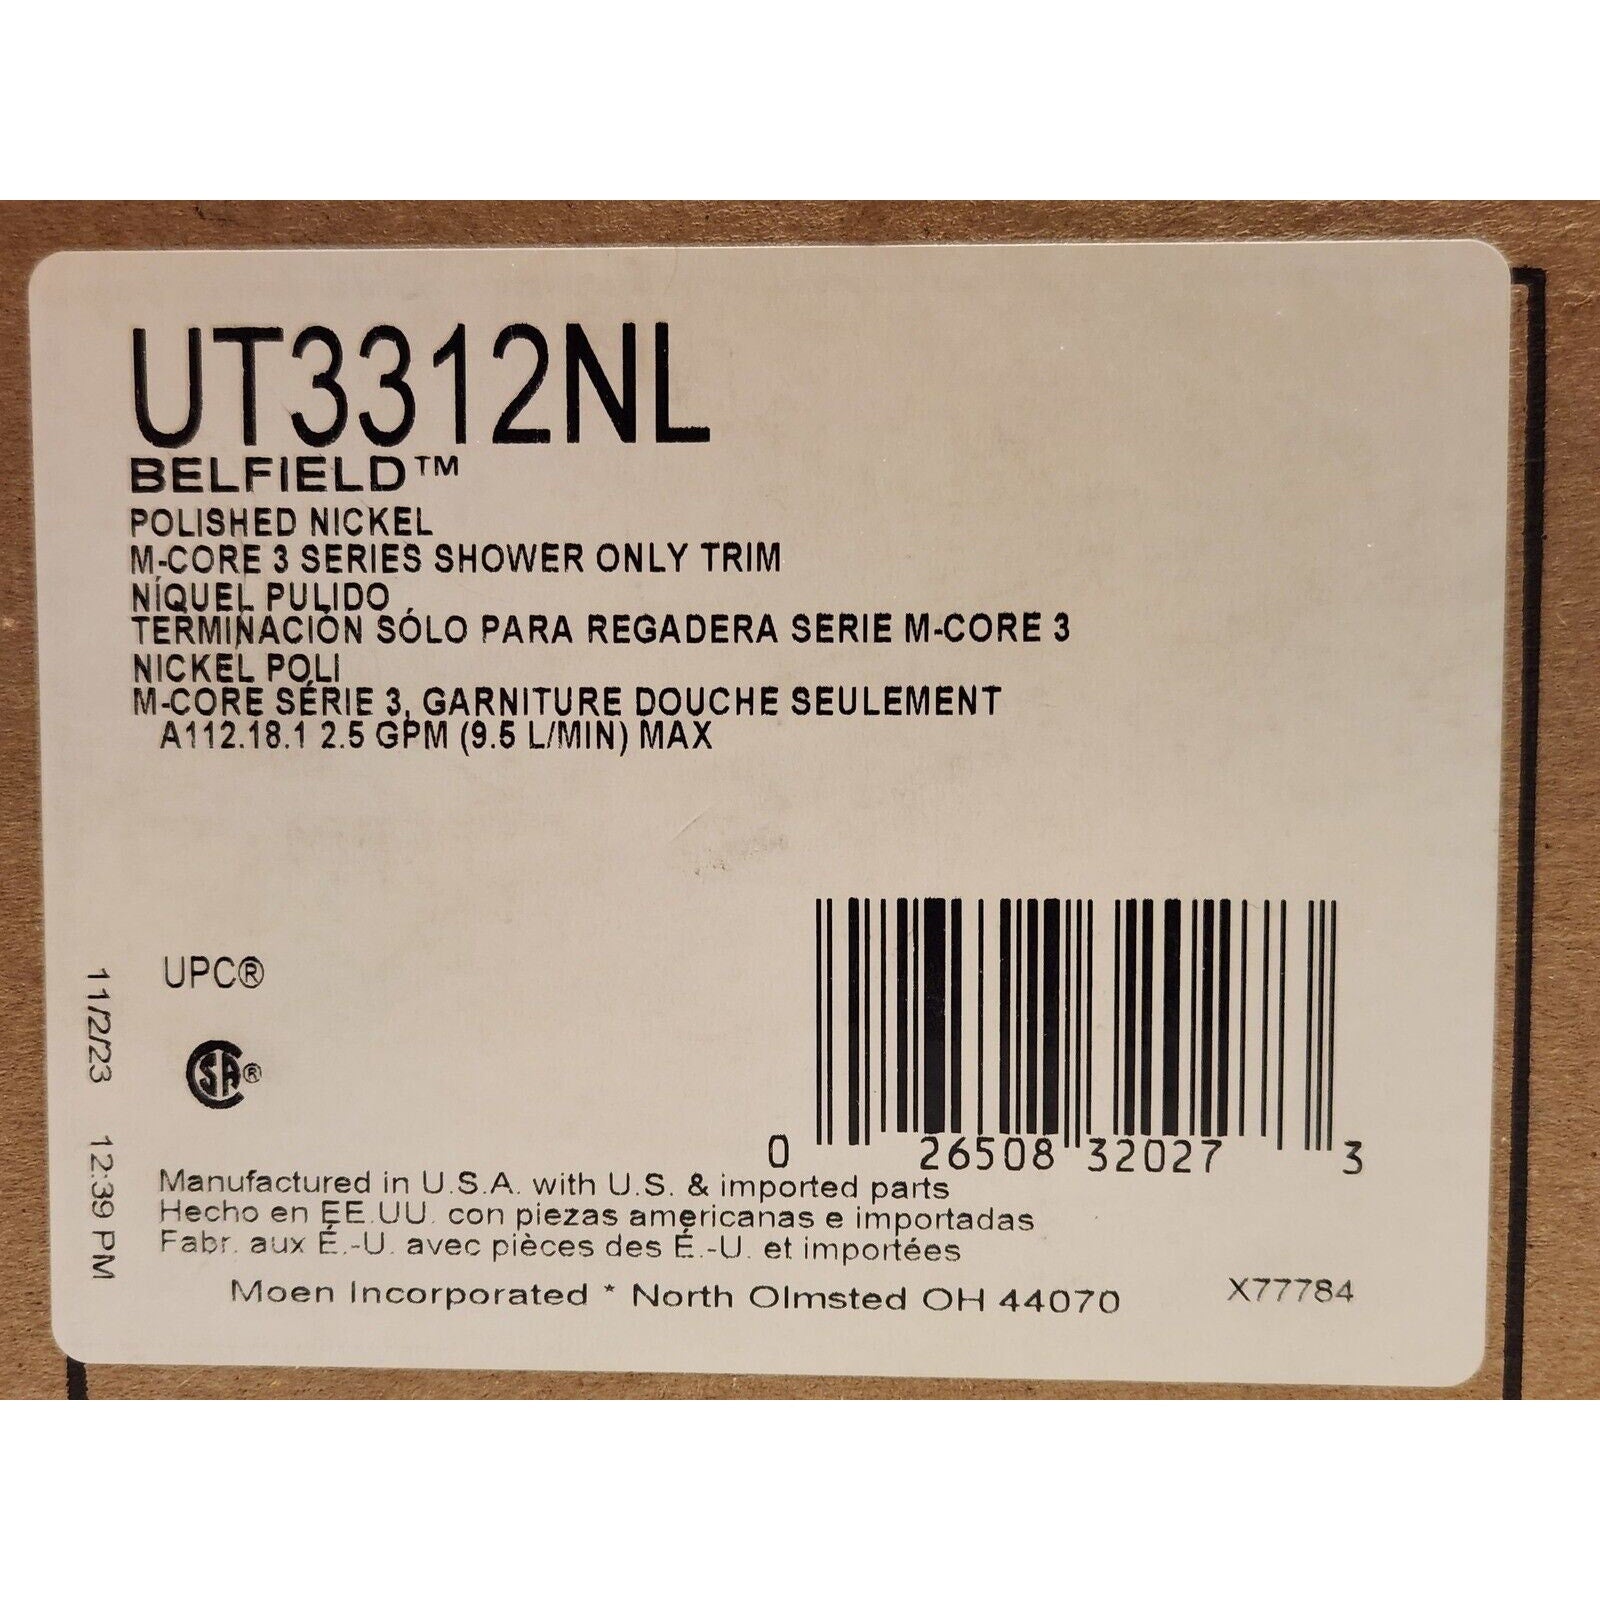 UT3312NL
BELFIELD™
POLISHED NICKEL
M-CORE 3 SERIES SHOWER ONLY TRIM
NÍQUEL PULIDO
TERMINACIÓN SÓLO PARA REGADERA SERIE M-CORE 3
NICKEL POLI
M-CORE SÉRIE 3, GARNITURE DOUCHE SEULEMENT
A112.18.1 2.5 GPM (9.5 L/MIN) MAX
UPC®
11/2/23 12:39 PM
CSA®
0 26508 32027 3
Manufactured in U.S.A. with U.S. & imported parts
Hecho en EE.UU. con piezas americanas e importadas
Fabr. aux É.-U. avec pièces des É.-U. et importées
Moen Incorporated * North Olmsted OH 44070
X77784